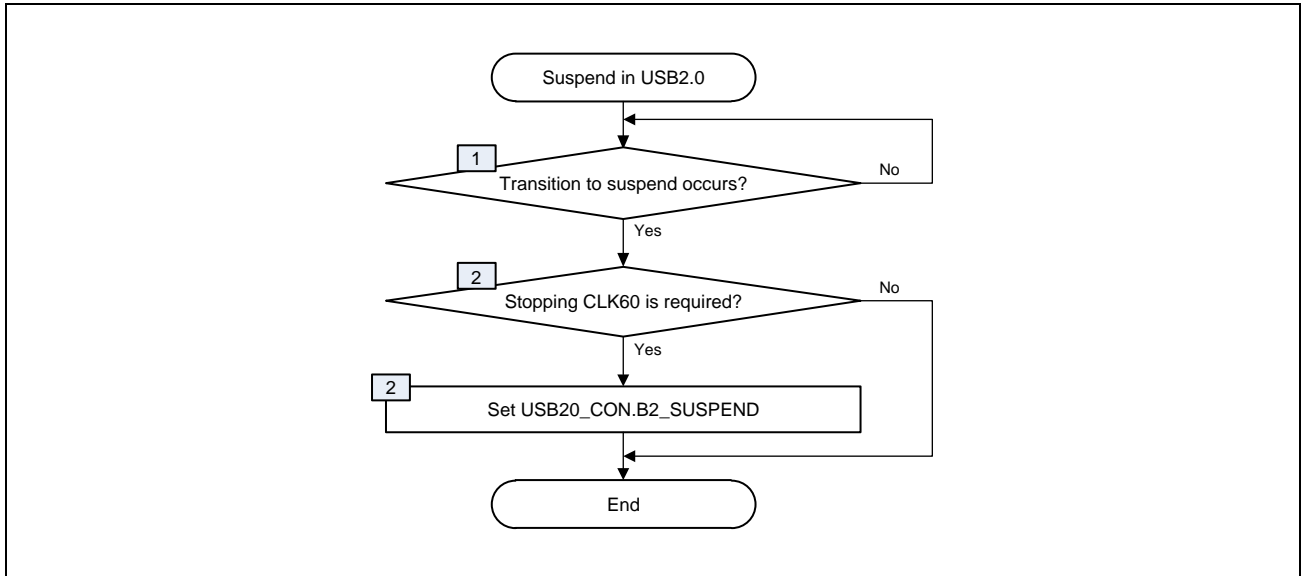 Suspend in USB2.0
1
Transition to suspend occurs?
No
Yes
2
Stopping CLK60 is required?
No
Yes
2
Set USB20_CON.B2_SUSPEND
End